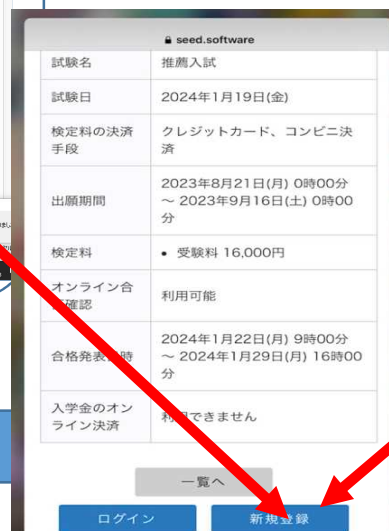 seed.software
試験名 推薦入試
試験日 2024年1月19日(金)
検定料の決済 クレジットカード、コンビニ決
手段 済
出願期間 2023年8月21日(月) 0時00分
～ 2023年9月16日(土) 0時00
分
検定料 • 受験料 16,000円
オンライン合
確認 利用可能
合格発表 時 2024年1月22日(月) 9時00分
～ 2024年1月29日(月) 16時00
分
入学金のオン
ライン決済 利用できません
一覧へ
ログイン 新規登録